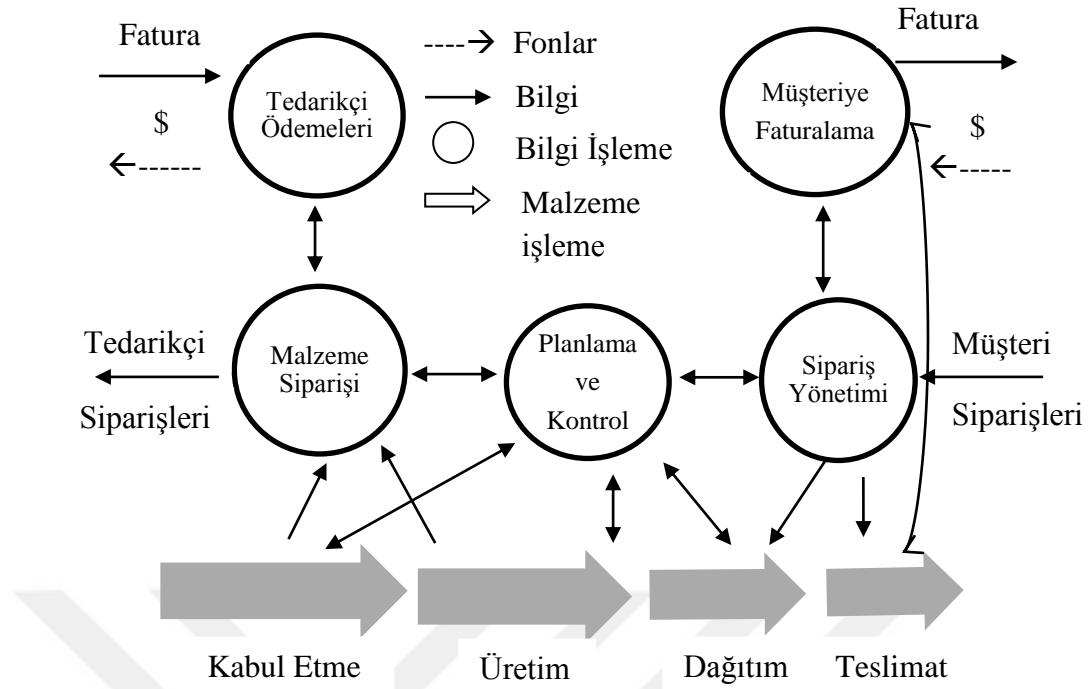 Fatura
$
Tedarikçi
Ödemeleri
Fonlar
Bilgi
Bilgi İşleme
Malzeme
işleme
Müşteriye
Faturalama
Fatura
$
Tedarikçi
Siparişleri
Malzeme
Siparişi
Planlama
ve
Kontrol
Sipariş
Yönetimi
Müşteri
Siparişleri
Kabul Etme
Üretim
Dağıtım
Teslimat